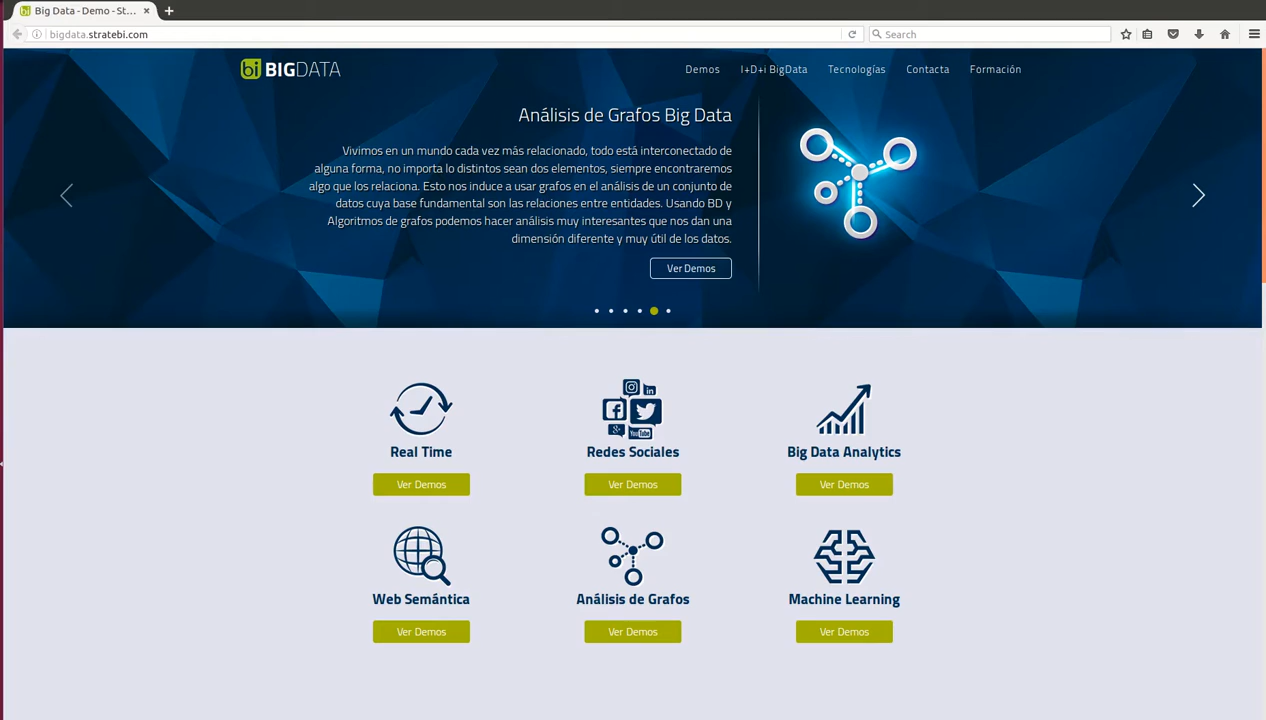 Big Data - Demo - St...
bigdata.stratebi.com
Search
bi BIGDATA
Demos I+D+i BigData Tecnologías Contacta Formación
Análisis de Grafos Big Data
Vivimos en un mundo cada vez más relacionado, todo está interconectado de
alguna forma, no importa lo distintos sean dos elementos, siempre encontraremos
algo que los relaciona. Esto nos induce a usar grafos en el análisis de un conjunto de
datos cuya base fundamental son las relaciones entre entidades. Usando BD y
Algoritmos de grafos podemos hacer análisis muy interesantes que nos dan una
dimensión diferente y muy útil de los datos.
Ver Demos
Real Time Redes Sociales Big Data Analytics
Ver Demos Ver Demos Ver Demos
Web Semántica Análisis de Grafos Machine Learning
Ver Demos Ver Demos Ver Demos